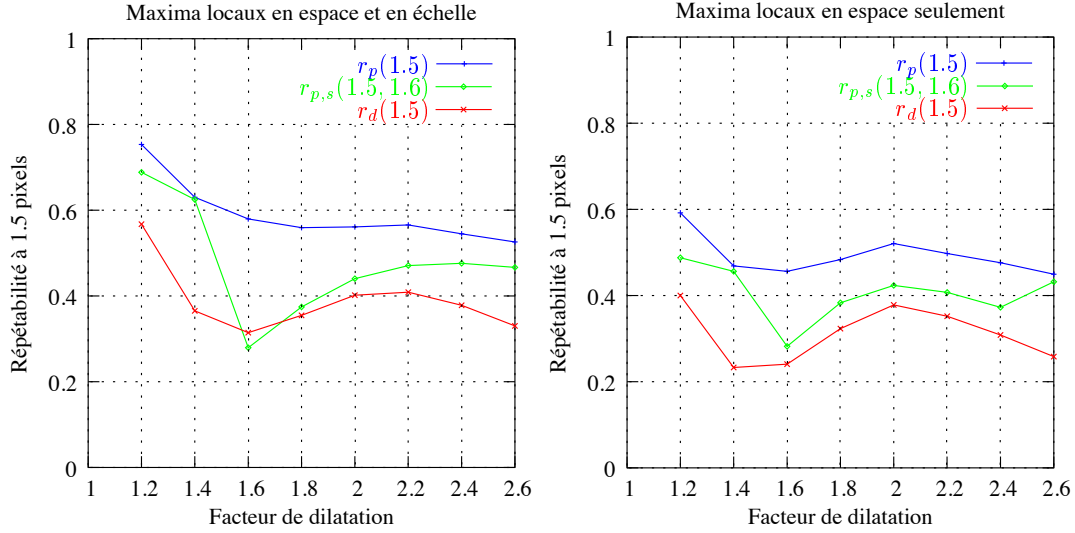 Maxima locaux en espace et en échelle
1
0.8
0.6
0.4
0.2
0
1 1.2 1.4 1.6 1.8 2 2.2 2.4 2.6
Répétabilité à 1.5 pixels
Facteur de dilatation
r_p(1.5)
r_{p,s}(1.5, 1.6)
r_d(1.5)
Maxima locaux en espace seulement
1
0.8
0.6
0.4
0.2
0
1 1.2 1.4 1.6 1.8 2 2.2 2.4 2.6
Répétabilité à 1.5 pixels
Facteur de dilatation
r_p(1.5)
r_{p,s}(1.5, 1.6)
r_d(1.5)